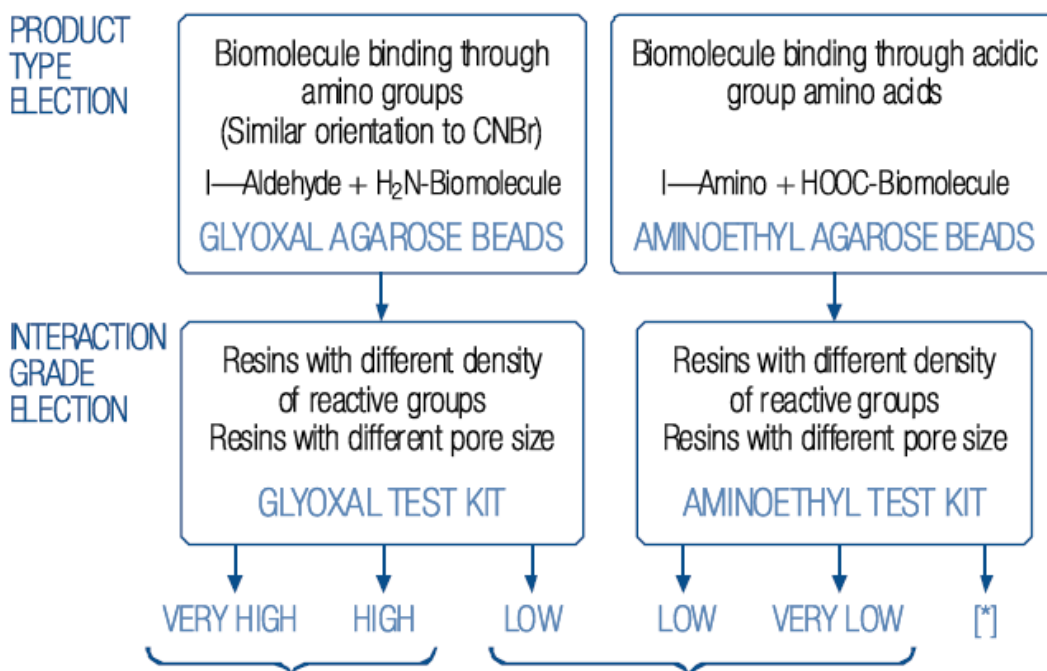 PRODUCT
TYPE
ELECTION
Biomolecule binding through
amino groups
(Similar orientation to CNBr)
I—Aldehyde + H₂N-Biomolecule
GLYOXAL AGAROSE BEADS
Biomolecule binding through acidic
group amino acids
I—Amino + HOOC-Biomolecule
AMINOETHYL AGAROSE BEADS
INTERACTION
GRADE
ELECTION
Resins with different density
of reactive groups
Resins with different pore size
GLYOXAL TEST KIT
Resins with different density
of reactive groups
Resins with different pore size
AMINOETHYL TEST KIT
VERY HIGH
HIGH
LOW
LOW
VERY LOW
[*]